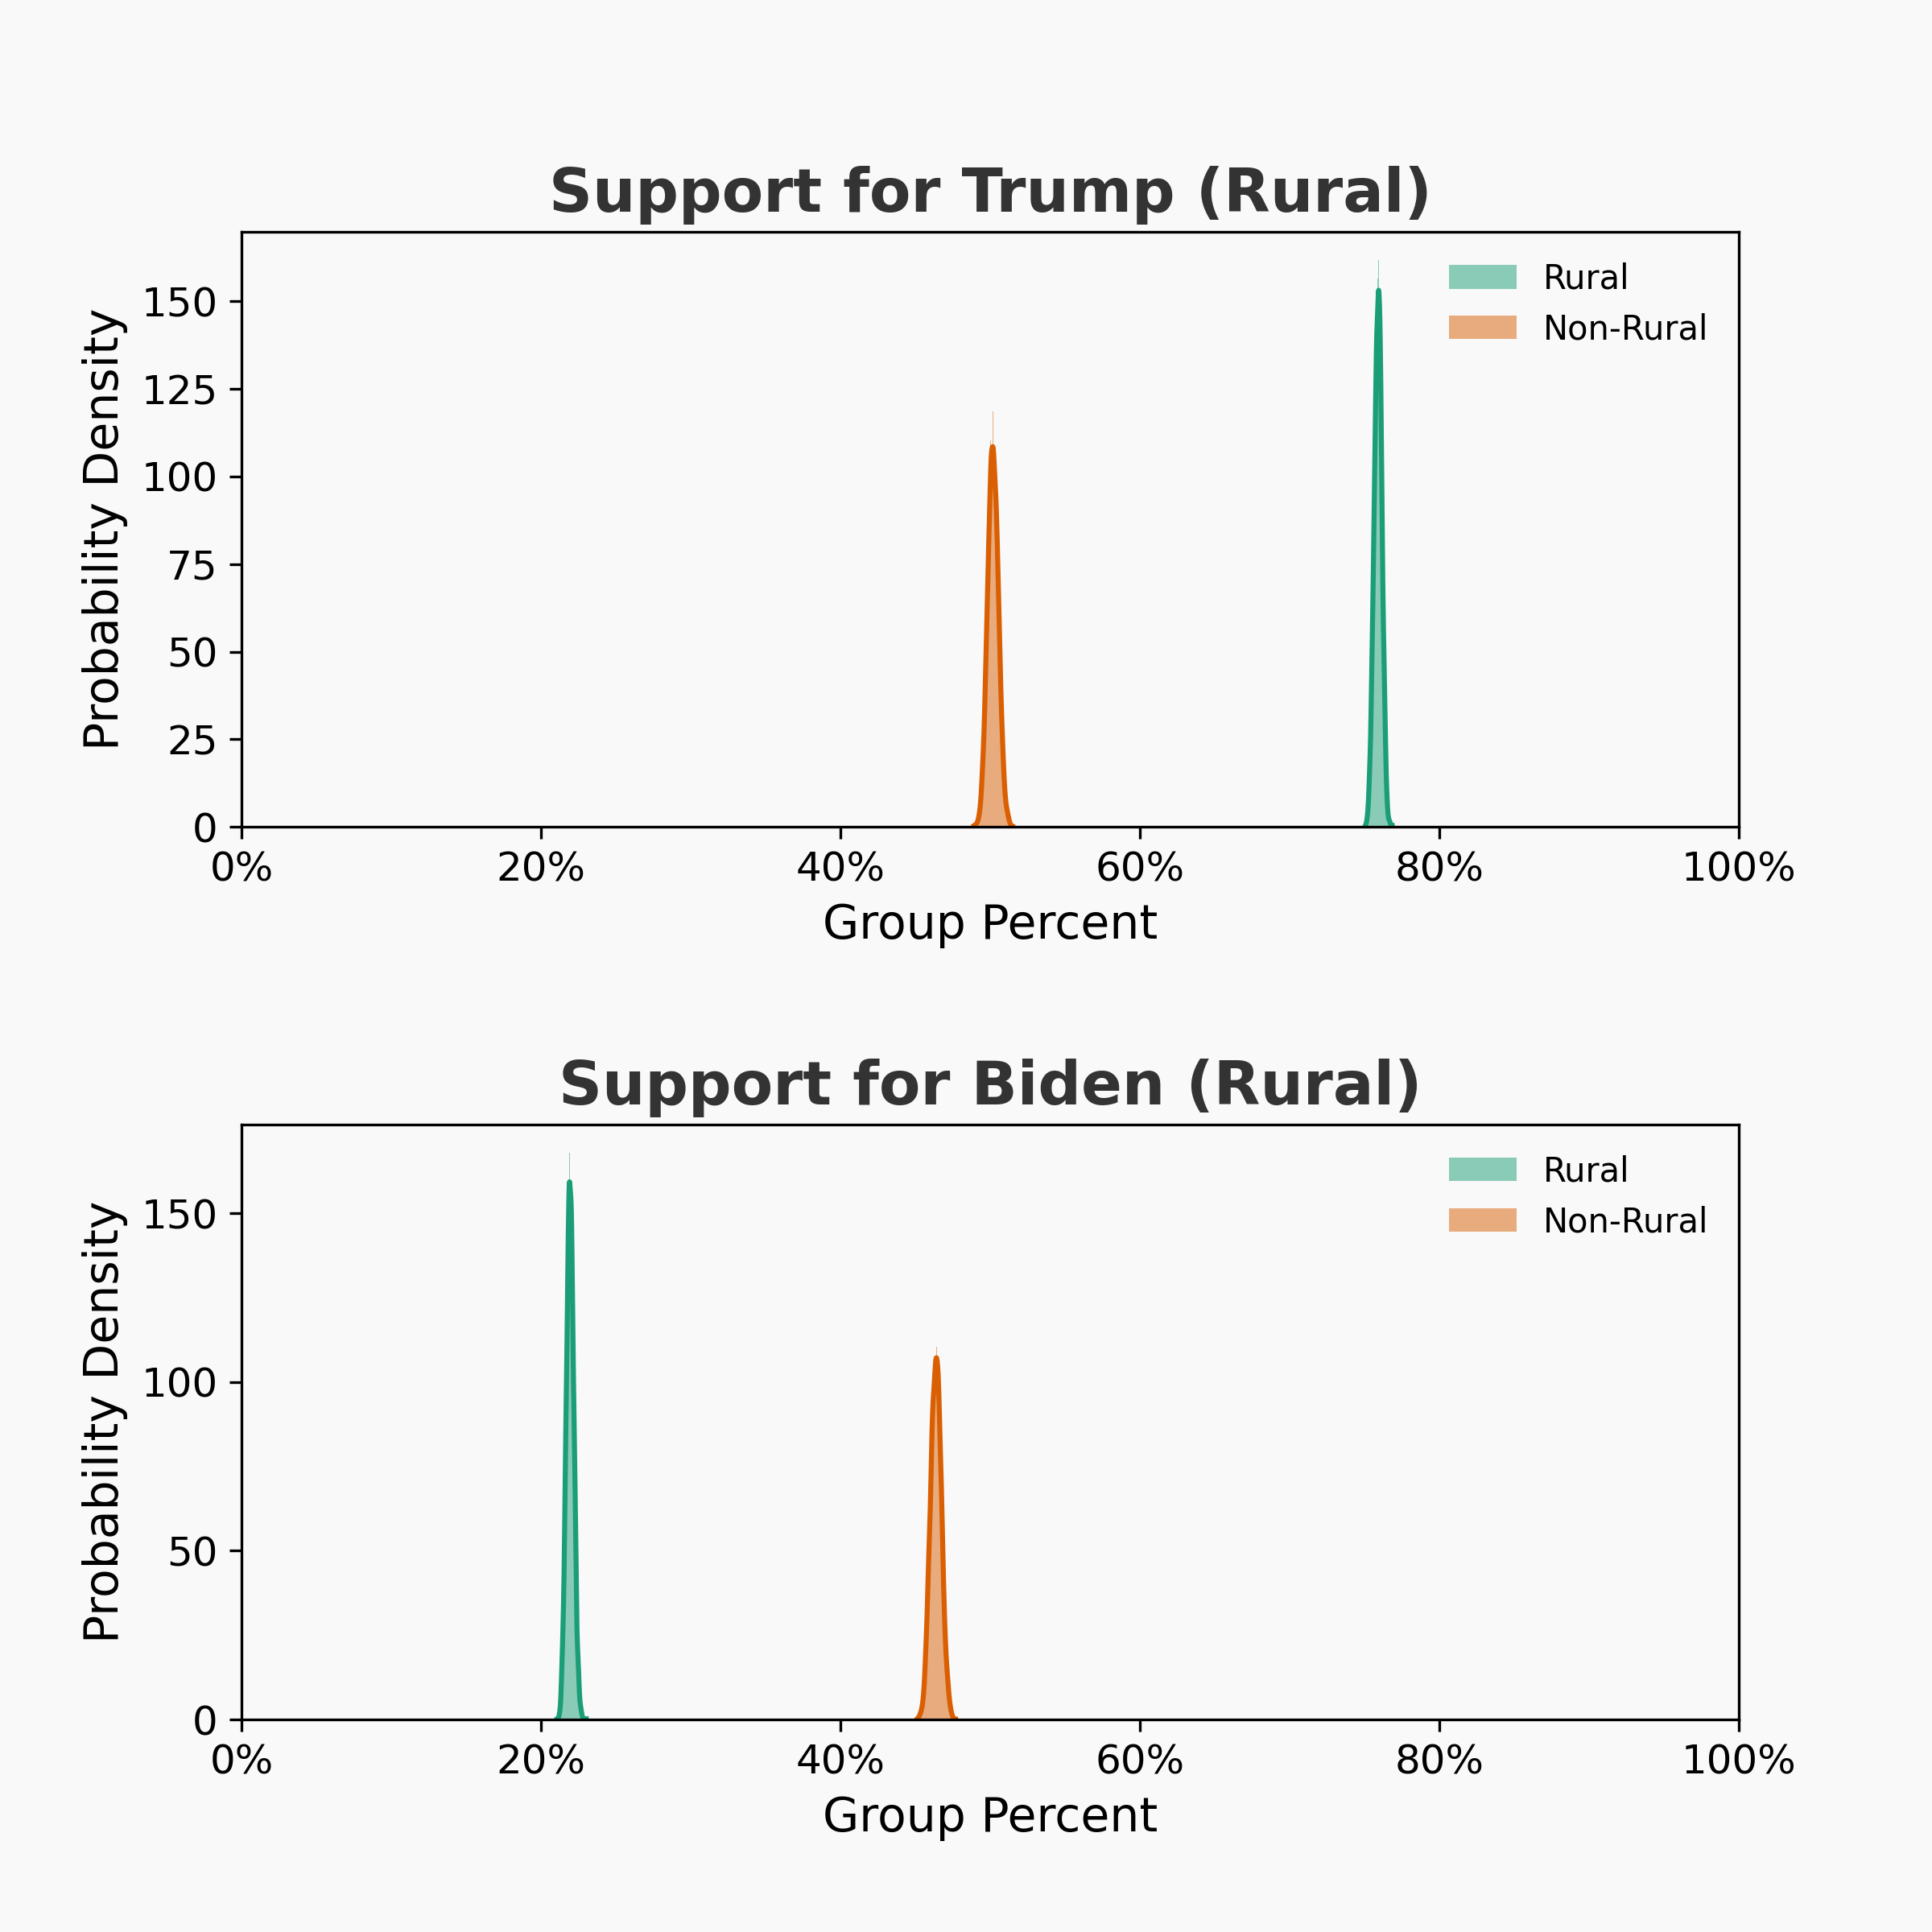 Support for Trump (Rural)
Probability Density
150
125
100
75
50
25
0
Rural
Non-Rural
0% 20% 40% 60% 80% 100%
Group Percent
Support for Biden (Rural)
Probability Density
150
100
50
0
Rural
Non-Rural
0% 20% 40% 60% 80% 100%
Group Percent